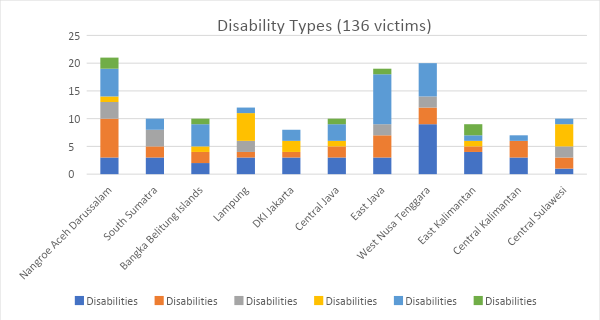 Disability Types (136 victims)
25
20
15
10
5
0
Nangroe Aceh Darussalam
South Sumatra
Bangka Belitung Islands
Lampung
DKI Jakarta
Central Java
East Java
West Nusa Tenggara
East Kalimantan
Central Kalimantan
Central Sulawesi
Disabilities Disabilities Disabilities Disabilities Disabilities Disabilities